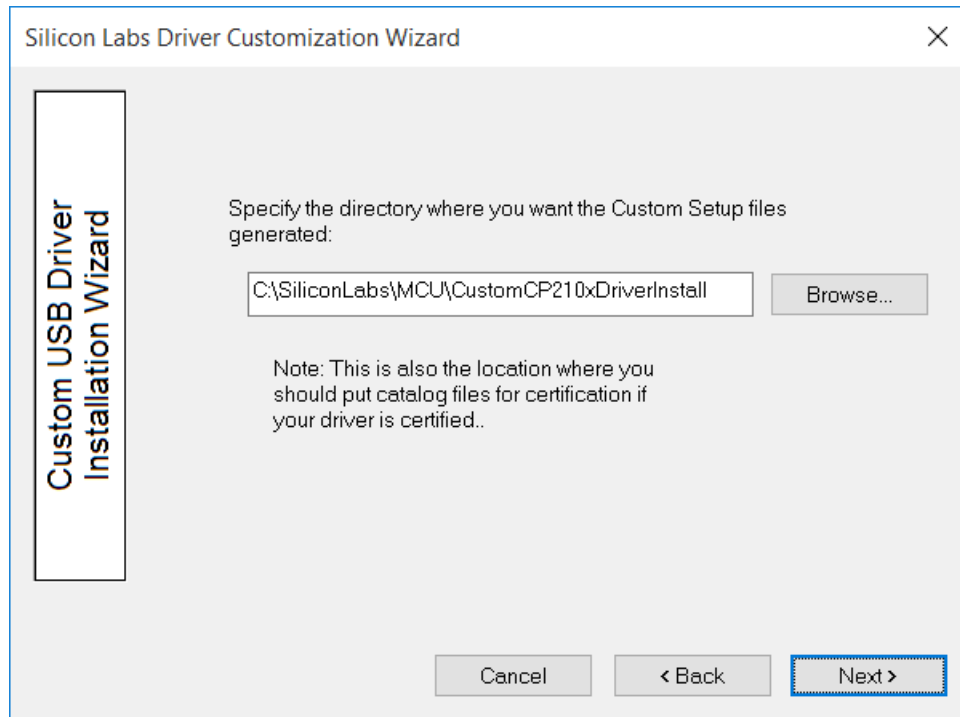 Silicon Labs Driver Customization Wizard
Custom USB Driver
Installation Wizard
Specify the directory where you want the Custom Setup files
generated:
C:\SiliconLabs\MCU\CustomCP210xDriverInstall
Browse...
Note: This is also the location where you
should put catalog files for certification if
your driver is certified..
Cancel
< Back
Next >